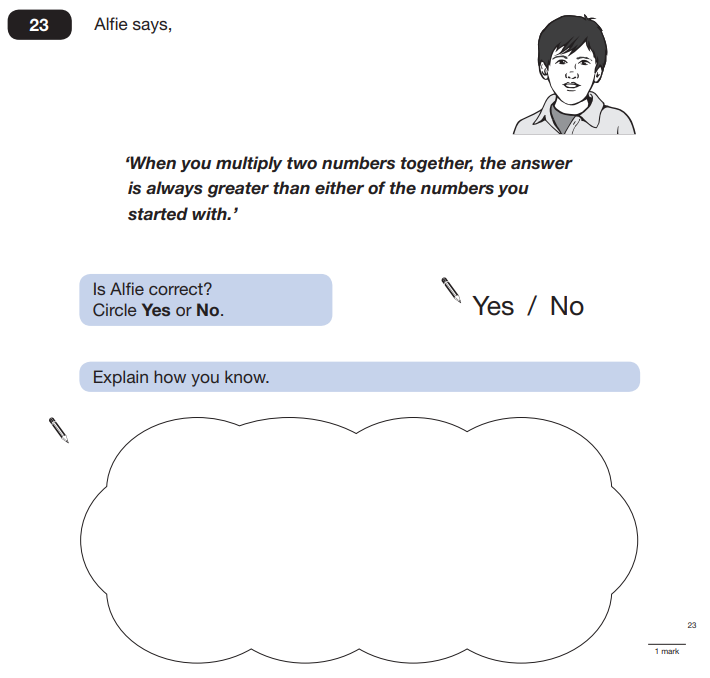 23 Alfie says,
‘When you multiply two numbers together, the answer
is always greater than either of the numbers you
started with.’
Is Alfie correct?
Circle Yes or No.
Yes / No
Explain how you know.
23
1 mark